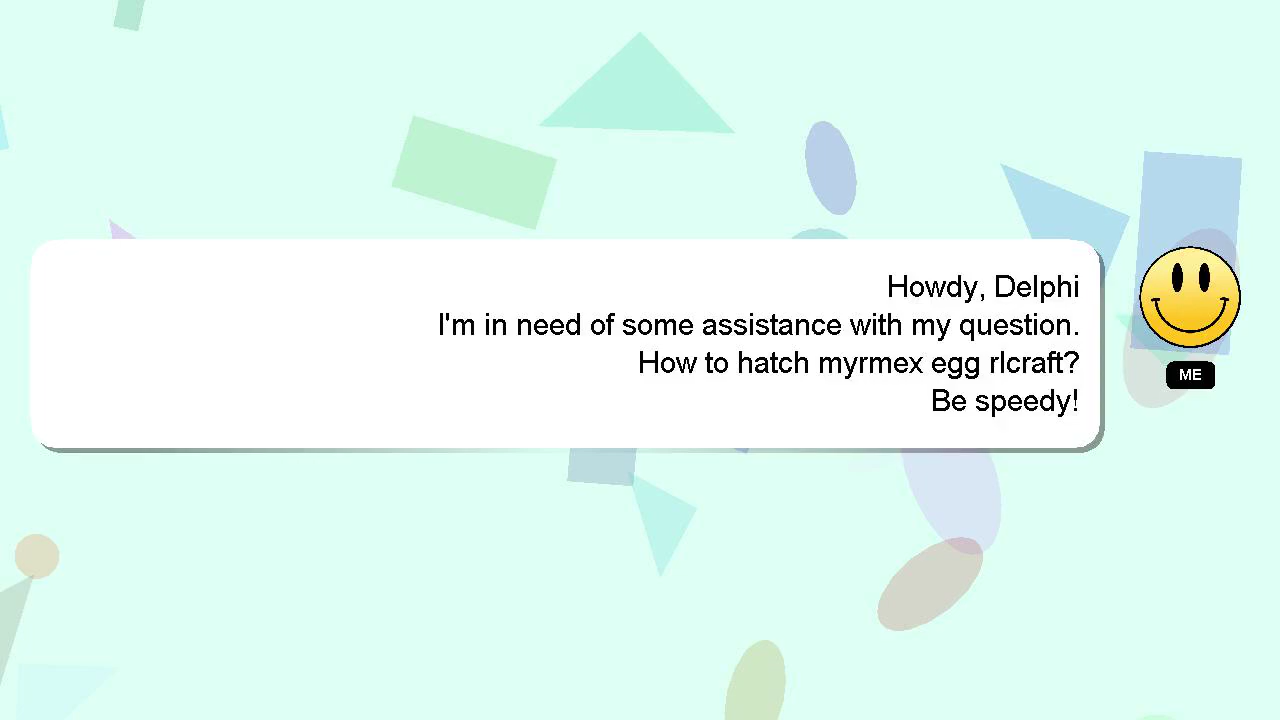 Howdy, Delphi
I'm in need of some assistance with my question.
How to hatch myrmex egg rlcraft?
Be speedy!
ME